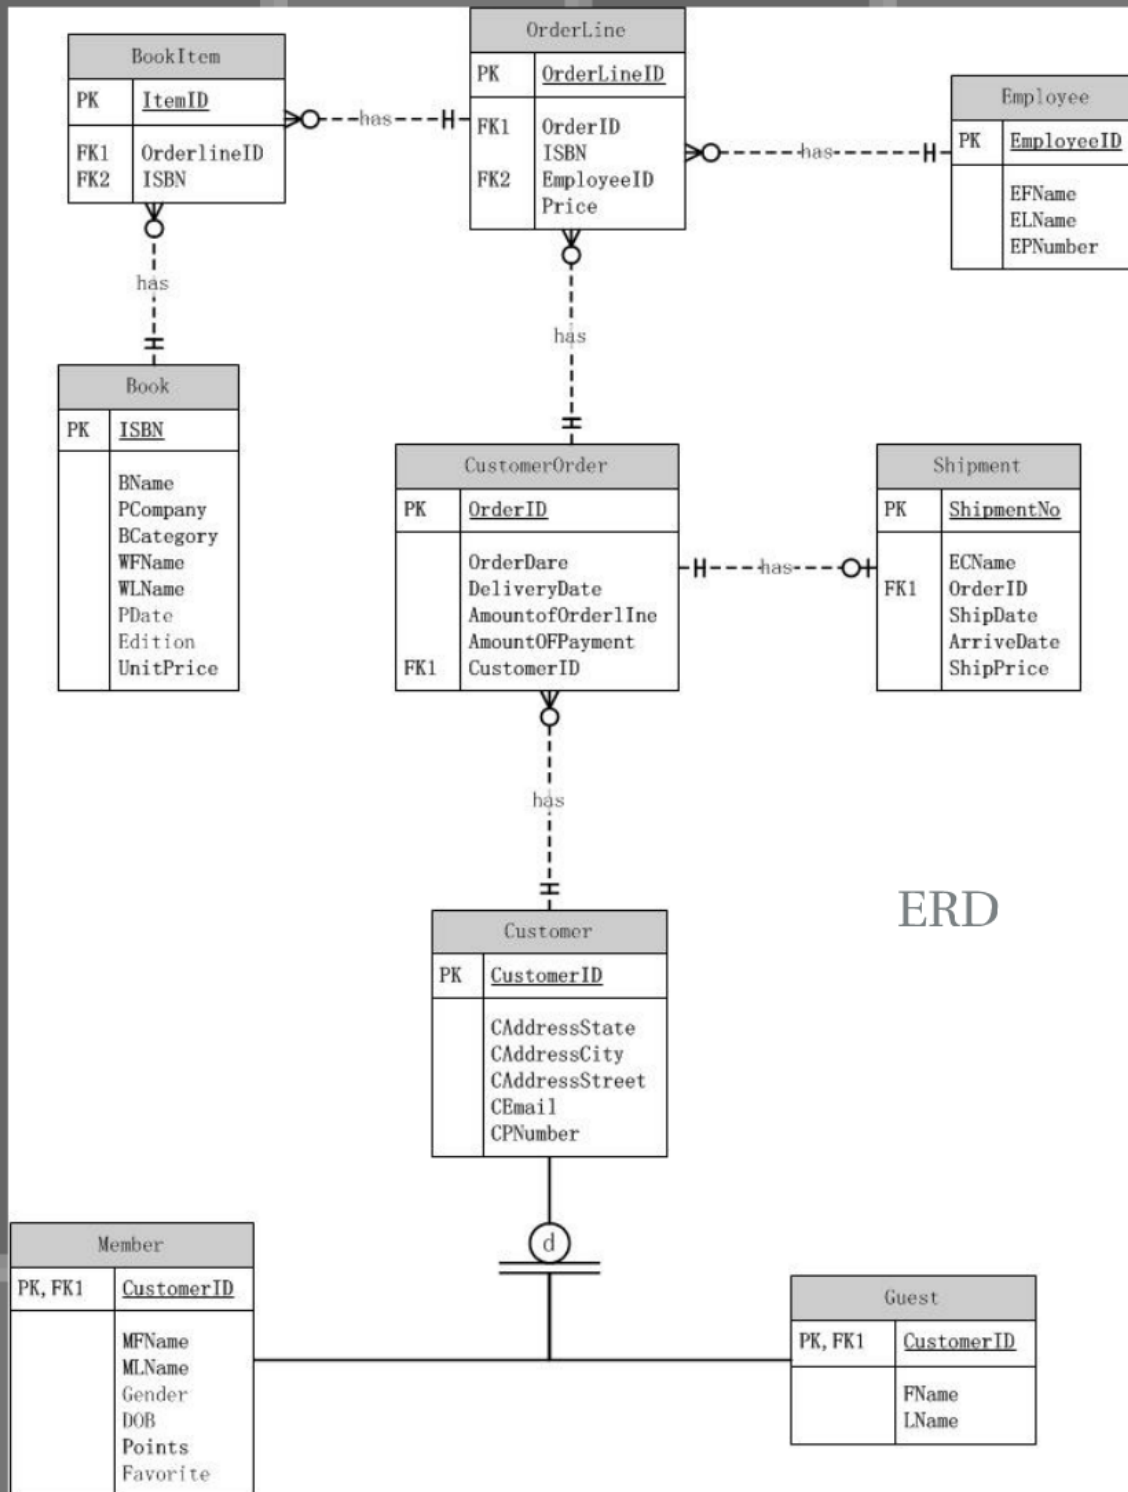 BookItem
PK ItemID
FK1 OrderlineID
FK2 ISBN
has
OrderLine
PK OrderLineID
FK1 OrderID
ISBN
FK2 EmployeeID
Price
has
Employee
PK EmployeeID
EFName
ELName
EPNumber
has
has
Book
PK ISBN
BName
PCompany
BCategory
WFName
WLName
PDate
Edition
UnitPrice
CustomerOrder
PK OrderID
OrderDare
DeliveryDate
AmountofOrderlIne
AmountOFPayment
FK1 CustomerID
has
Shipment
PK ShipmentNo
ECName
FK1 OrderID
ShipDate
ArriveDate
ShipPrice
has
ERD
Customer
PK CustomerID
CAddressState
CAddressCity
CAddressStreet
CEmail
CPNumber
d
Member
PK, FK1 CustomerID
MFName
MLName
Gender
DOB
Points
Favorite
Guest
PK, FK1 CustomerID
FName
LName